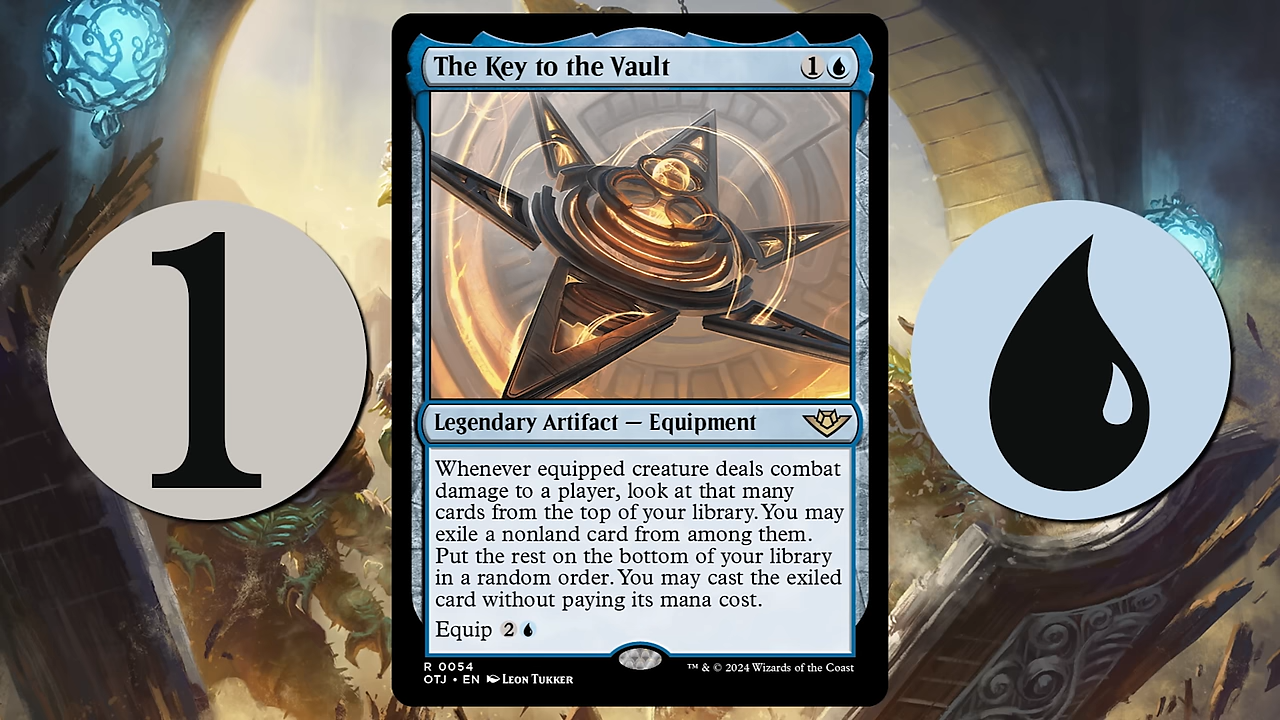 The Key to the Vault
1
1
Legendary Artifact — Equipment
Whenever equipped creature deals combat
damage to a player, look at that many
cards from the top of your library. You may
exile a nonland card from among them.
Put the rest on the bottom of your library
in a random order. You may cast the exiled
card without paying its mana cost.
Equip 2
R 0054
OTJ • EN Leon Tukker
™ & © 2024 Wizards of the Coast